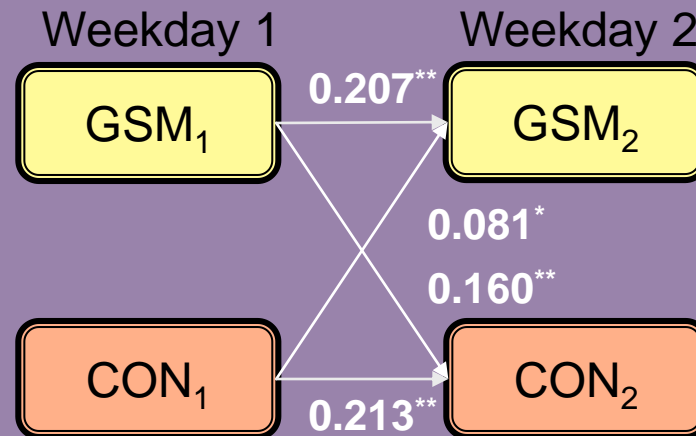 Weekday 1 Weekday 2
0.207**
GSM₁ GSM₂
0.081*
0.160**
CON₁ CON₂
0.213**